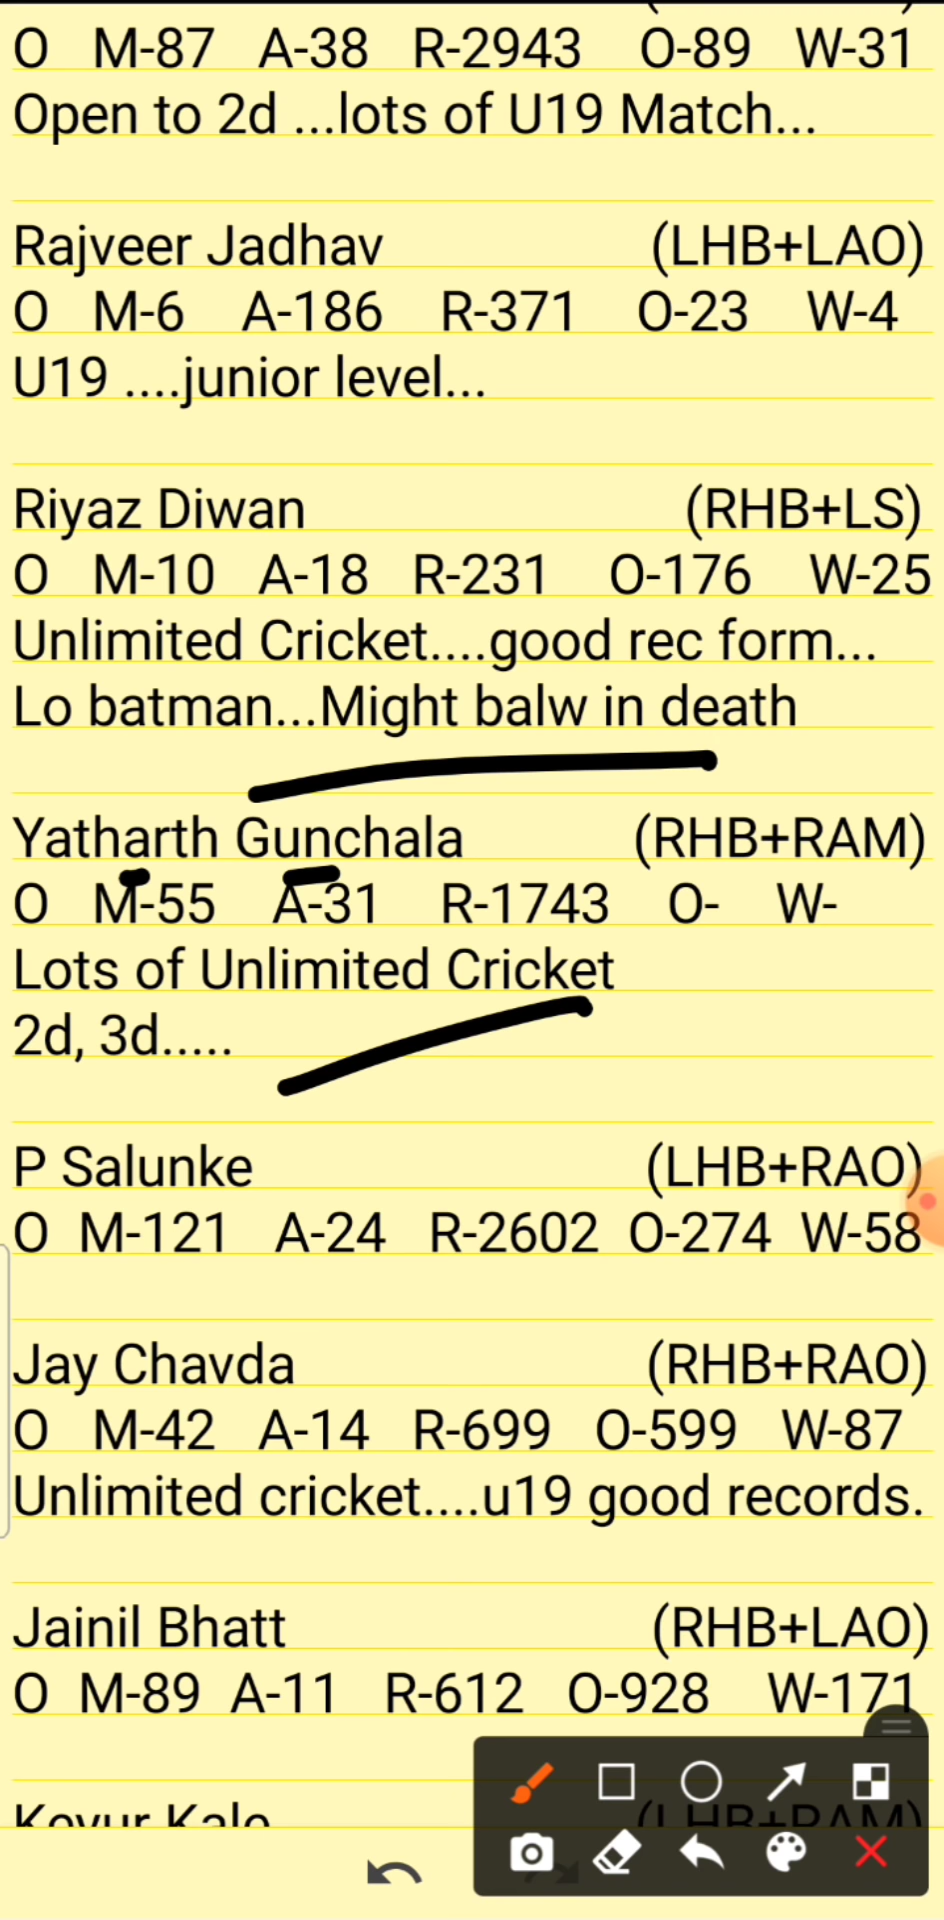 O M-87 A-38 R-2943 O-89 W-31
Open to 2d ...lots of U19 Match...
Rajveer Jadhav (LHB+LAO)
O M-6 A-186 R-371 O-23 W-4
U19 ....junior level...
Riyaz Diwan (RHB+LS)
O M-10 A-18 R-231 O-176 W-25
Unlimited Cricket....good rec form...
Lo batman...Might balw in death
Yatharth Gunchala (RHB+RAM)
O M-55 A-31 R-1743 O- W-
Lots of Unlimited Cricket
2d, 3d.....
P Salunke (LHB+RAO)
O M-121 A-24 R-2602 O-274 W-58
Jay Chavda (RHB+RAO)
O M-42 A-14 R-699 O-599 W-87
Unlimited cricket....u19 good records.
Jainil Bhatt (RHB+LAO)
O M-89 A-11 R-612 O-928 W-171
(LHB+RAM)